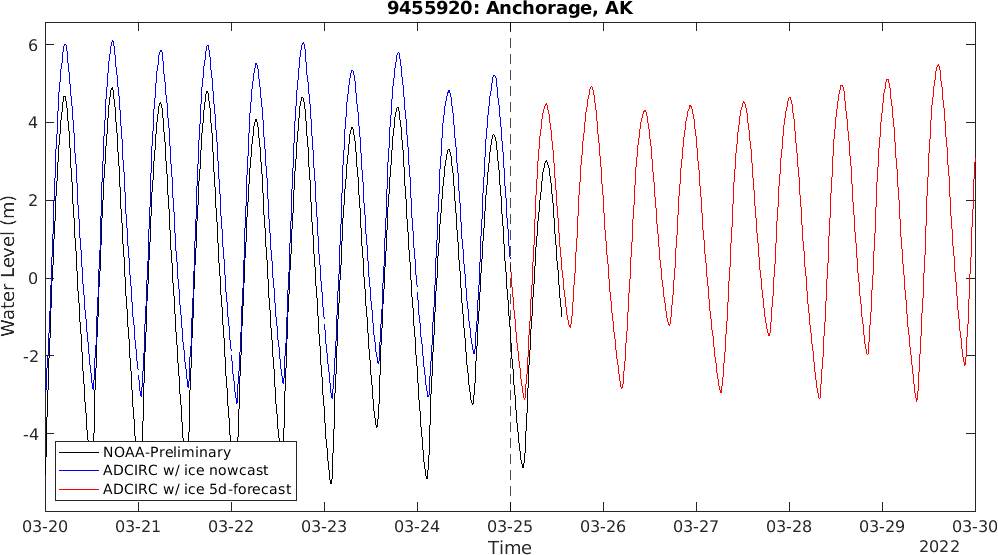 9455920: Anchorage, AK
Water Level (m)
6
4
2
0
-2
-4
NOAA-Preliminary
ADCIRC w/ ice nowcast
ADCIRC w/ ice 5d-forecast
03-20 03-21 03-22 03-23 03-24 03-25 03-26 03-27 03-28 03-29 03-30
Time
2022